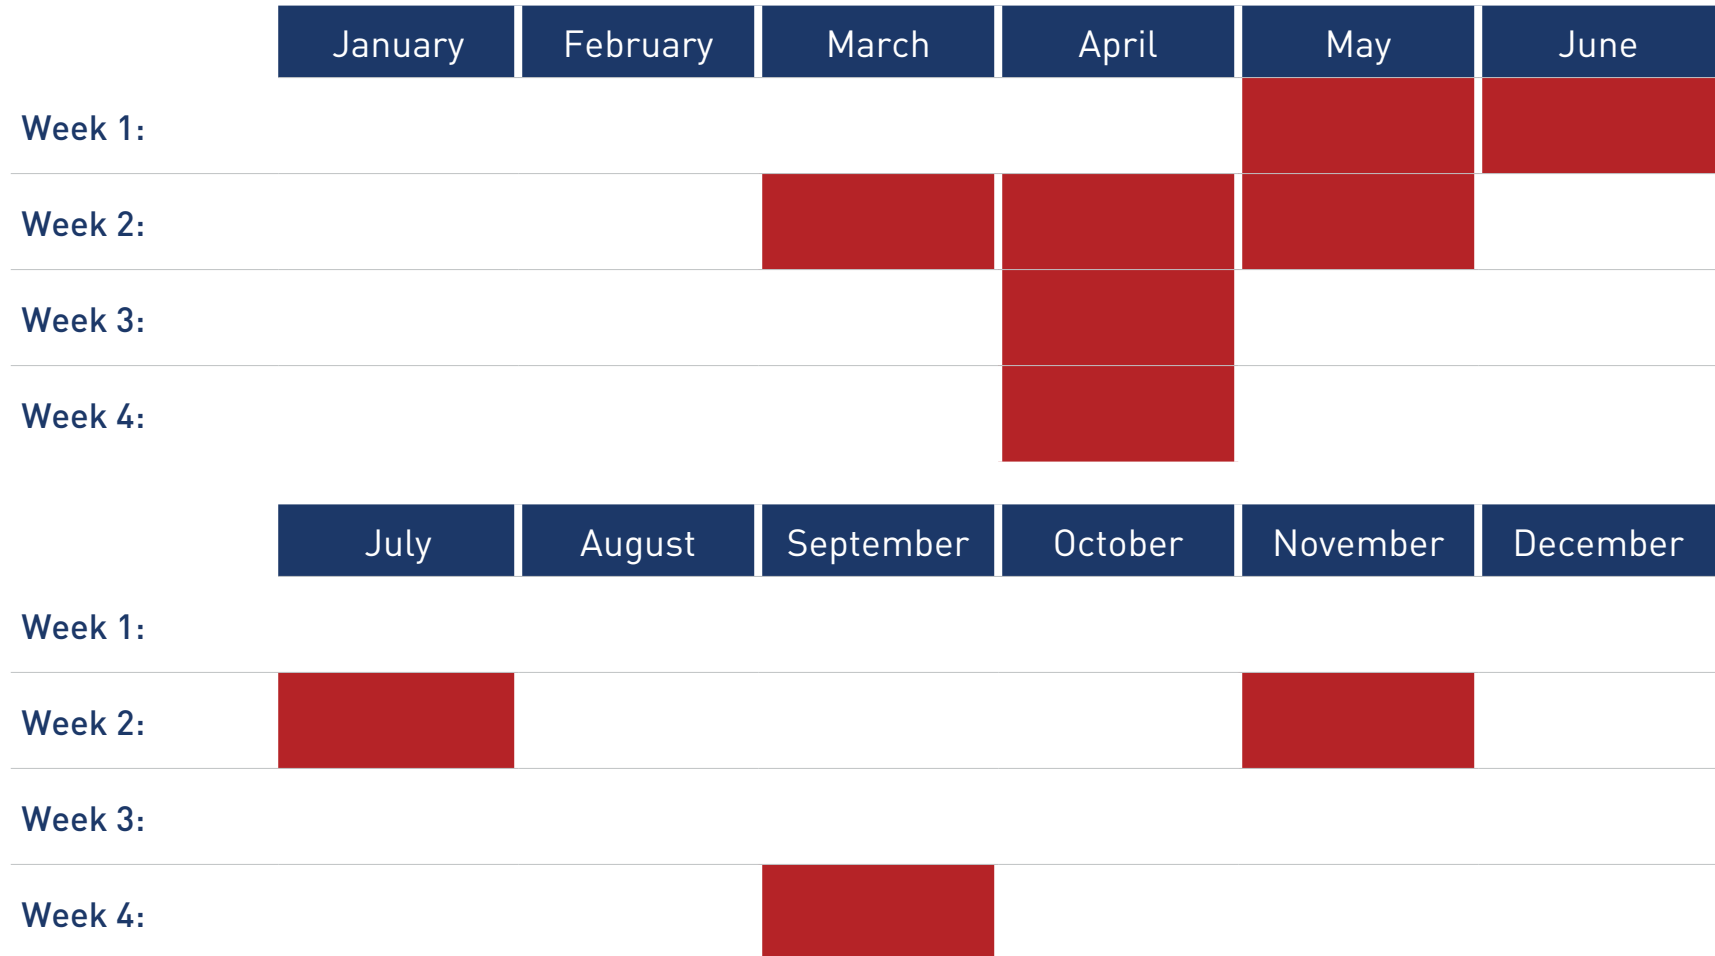 January February March April May June
Week 1:
Week 2:
Week 3:
Week 4:
July August September October November December
Week 1:
Week 2:
Week 3:
Week 4: